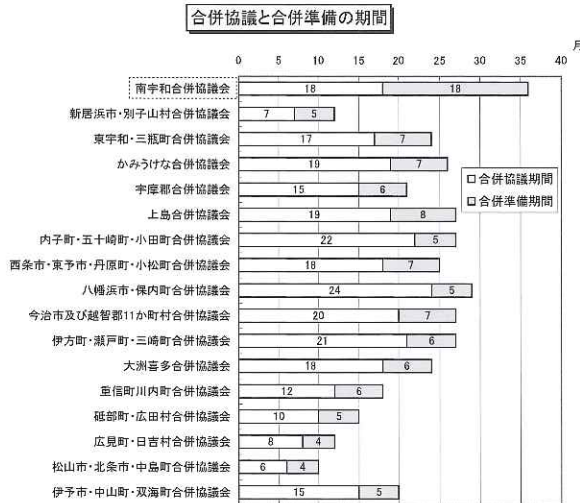 合併協議と合併準備の期間
月
0 5 10 15 20 25 30 35 40
南宇和合併協議会 18 18
新居浜市・別子山村合併協議会 7 5
東宇和・三瓶町合併協議会 17 7
かみうけな合併協議会 19 7
宇摩郡合併協議会 15 6
上島合併協議会 19 8
内子町・五十崎町・小田町合併協議会 22 5
西条市・東予市・丹原町・小松町合併協議会 18 7
八幡浜市・保内町合併協議会 24 5
今治市及び越智郡11か町村合併協議会 20 7
伊方町・瀬戸町・三崎町合併協議会 21 6
大洲喜多合併協議会 18 6
重信町川内町合併協議会 12 6
砥部町・広田村合併協議会 10 5
広見町・日吉村合併協議会 8 4
松山市・北条市・中島町合併協議会 6 4
伊予市・中山町・双海町合併協議会 15 5
合併協議期間
合併準備期間